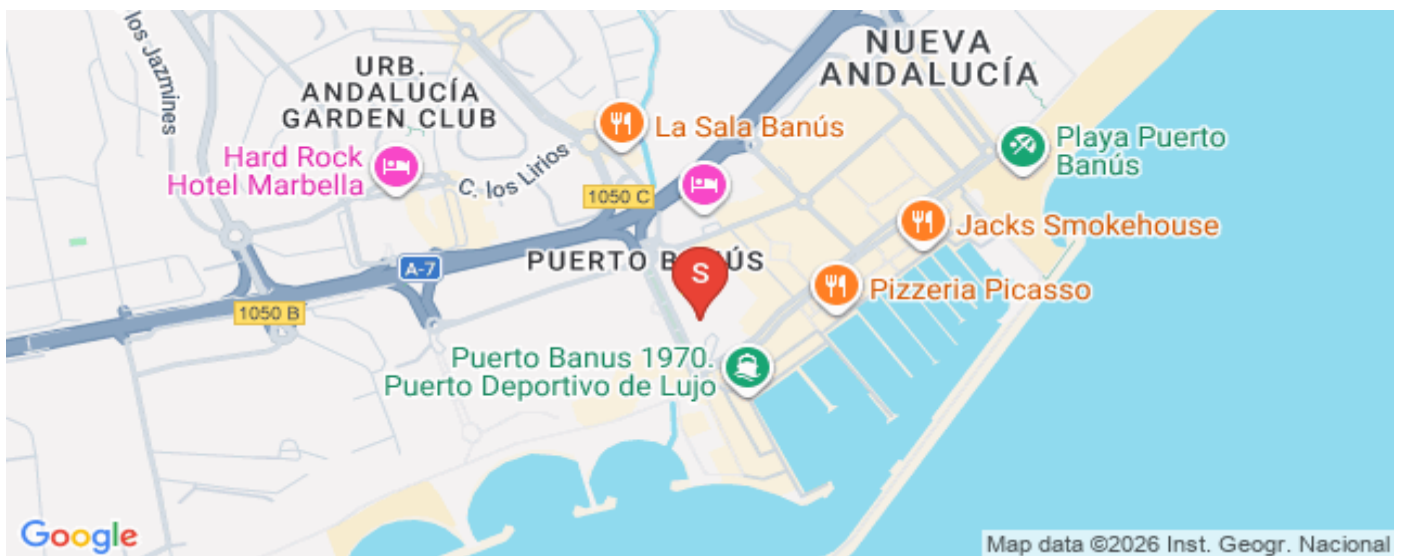 los Jazmines
URB.
ANDALUCÍA
GARDEN CLUB
NUEVA
ANDALUCÍA
La Sala Banús
Playa Puerto
Banús
Hard Rock
Hotel Marbella
C. los Lirios
1050 C
Jacks Smokehouse
PUERTO B ÚS
S
A-7
Pizzeria Picasso
1050 B
Puerto Banus 1970.
Puerto Deportivo de Lujo
Google
Map data ©2026 Inst. Geogr. Nacional